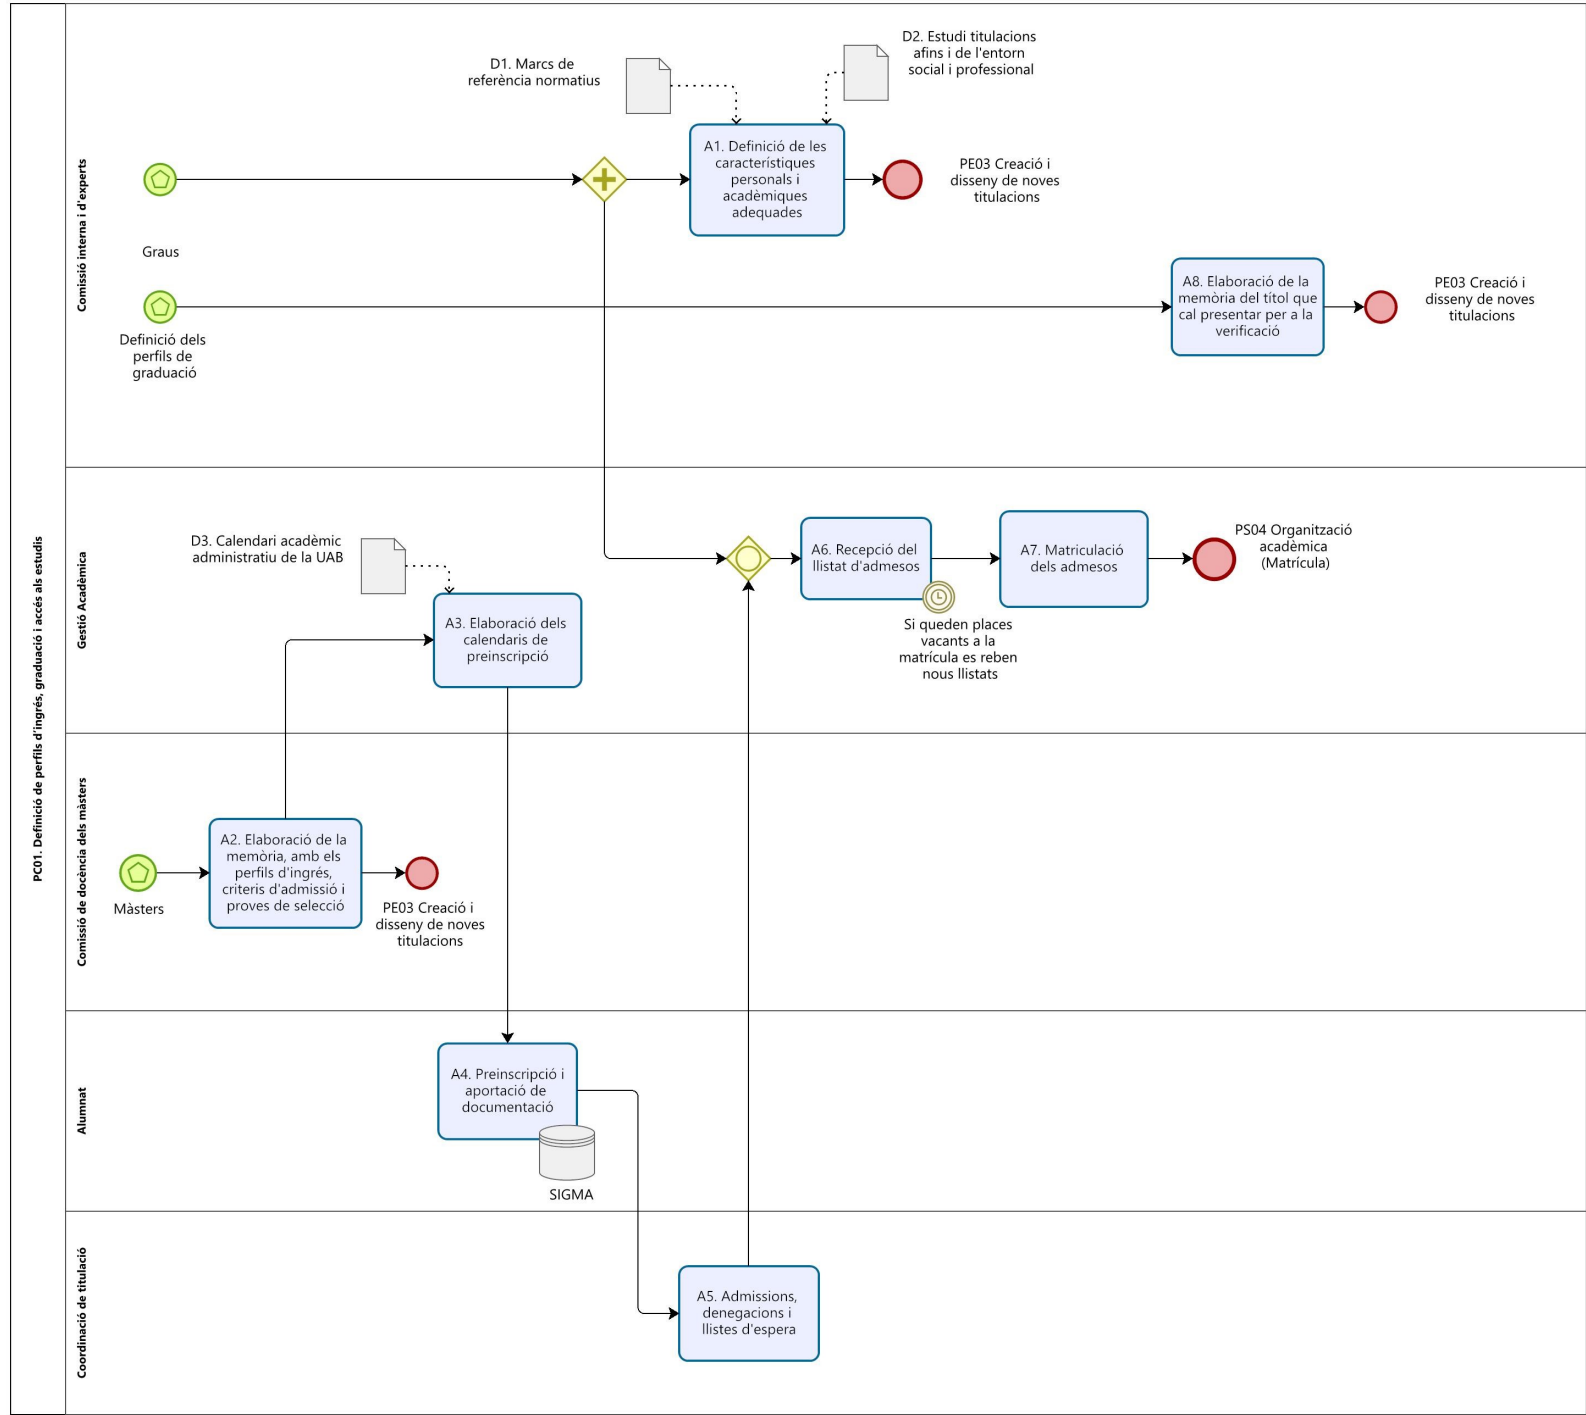 PC01. Definició de perfils d'ingrés, graduació i accés als estudis
Comissió interna i d'experts
D1. Marcs de
referència normatius
D2. Estudi titulacions
afins i de l'entorn
social i professional
A1. Definició de les
característiques
personals i
acadèmiques
adequades
PE03 Creació i
disseny de noves
titulacions
Graus
Definició dels
perfils de
graduació
A8. Elaboració de la
memòria del títol que
cal presentar per a la
verificació
PE03 Creació i
disseny de noves
titulacions
Gestió Acadèmica
D3. Calendari acadèmic
administratiu de la UAB
A3. Elaboració dels
calendaris de
preinscripció
A6. Recepció del
llistat d'admesos
Si queden places
vacants a la
matrícula es reben
nous llistats
A7. Matriculació
dels admesos
PS04 Organització
acadèmica
(Matrícula)
Comissió de docència dels màsters
Màsters
A2. Elaboració de la
memòria, amb els
perfils d'ingrés,
criteris d'admissió i
proves de selecció
PE03 Creació i
disseny de noves
titulacions
Alumnat
A4. Preinscripció i
aportació de
documentació
SIGMA
Coordinació de titulació
A5. Admissions,
denegacions i
llistes d'espera